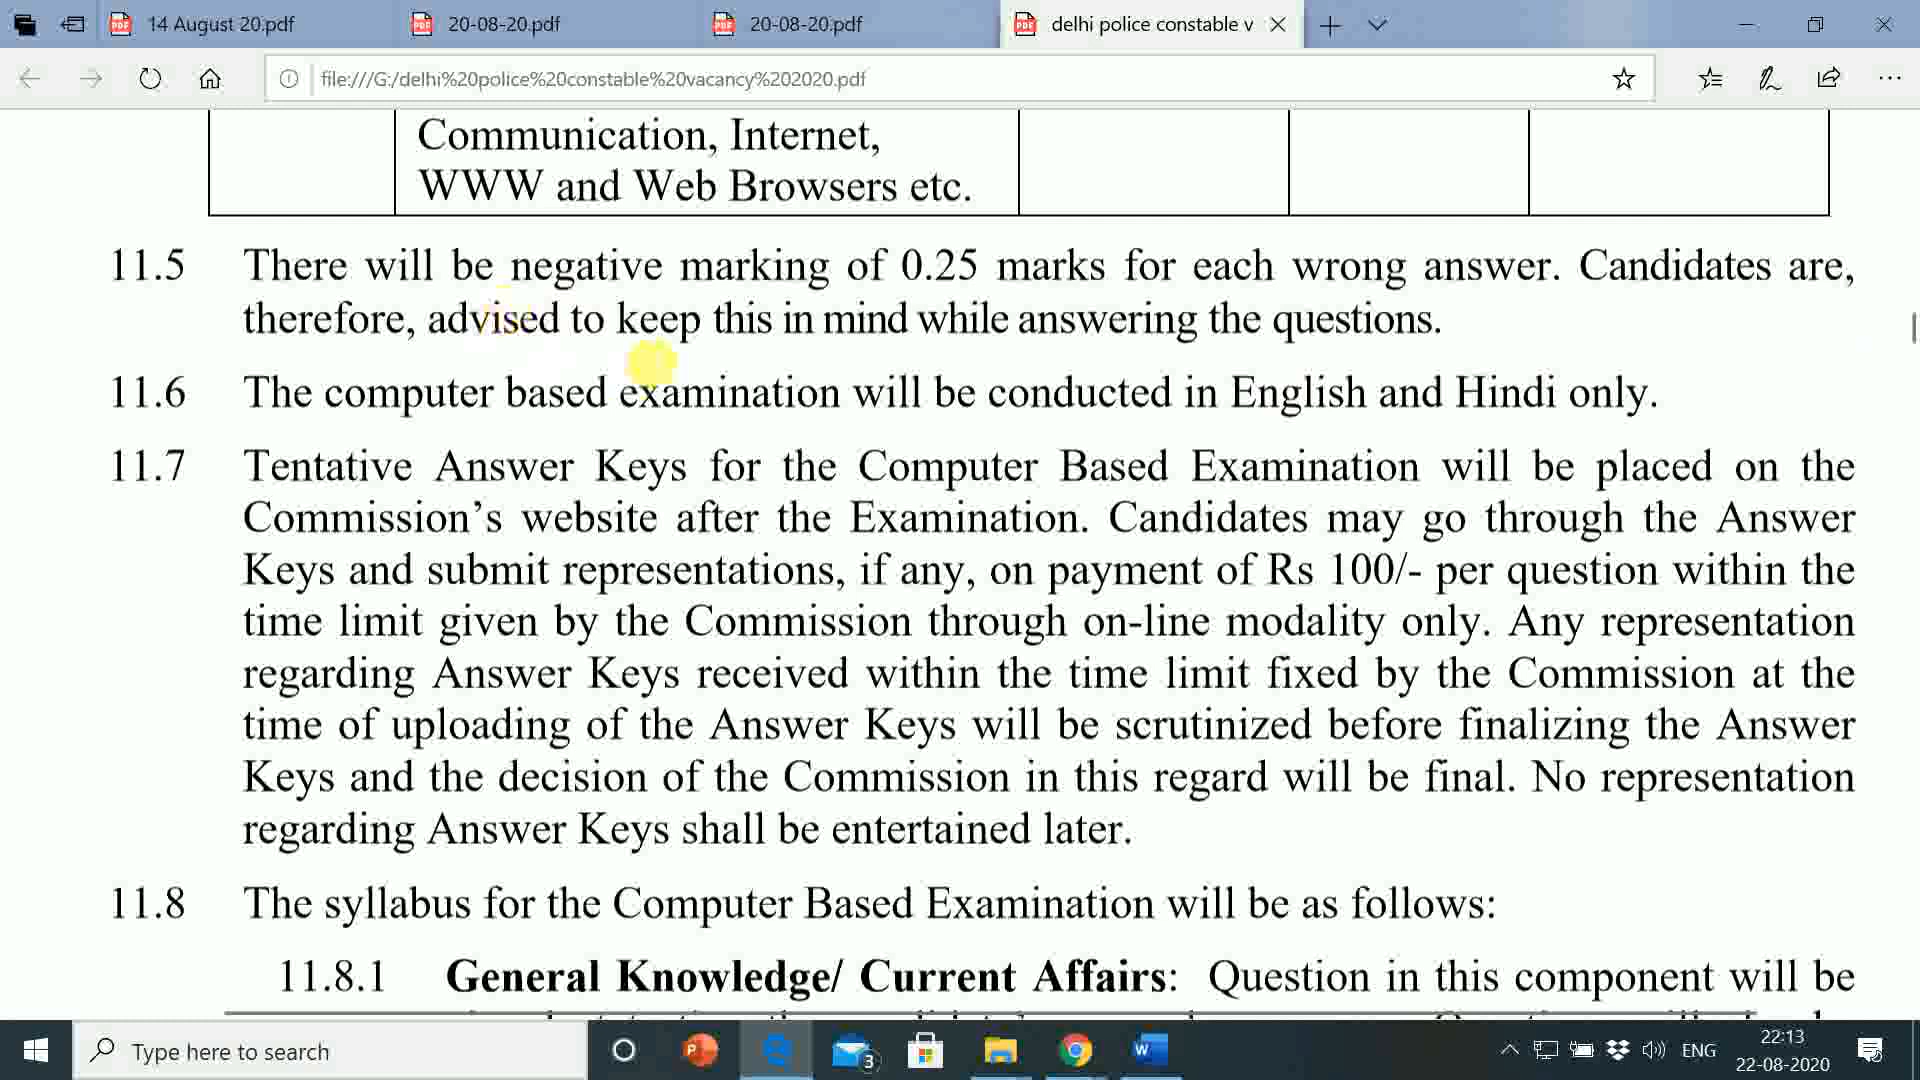 14 August 20.pdf
20-08-20.pdf
20-08-20.pdf
delhi police constable v
file:///G:/delhi%20police%20constable%20vacancy%202020.pdf
Communication, Internet,
WWW and Web Browsers etc.
11.5 There will be negative marking of 0.25 marks for each wrong answer. Candidates are,
therefore, advised to keep this in mind while answering the questions.
11.6 The computer based examination will be conducted in English and Hindi only.
11.7 Tentative Answer Keys for the Computer Based Examination will be placed on the
Commission’s website after the Examination. Candidates may go through the Answer
Keys and submit representations, if any, on payment of Rs 100/- per question within the
time limit given by the Commission through on-line modality only. Any representation
regarding Answer Keys received within the time limit fixed by the Commission at the
time of uploading of the Answer Keys will be scrutinized before finalizing the Answer
Keys and the decision of the Commission in this regard will be final. No representation
regarding Answer Keys shall be entertained later.
11.8 The syllabus for the Computer Based Examination will be as follows:
11.8.1 General Knowledge/ Current Affairs: Question in this component will be
Type here to search
3
ENG
22:13
22-08-2020